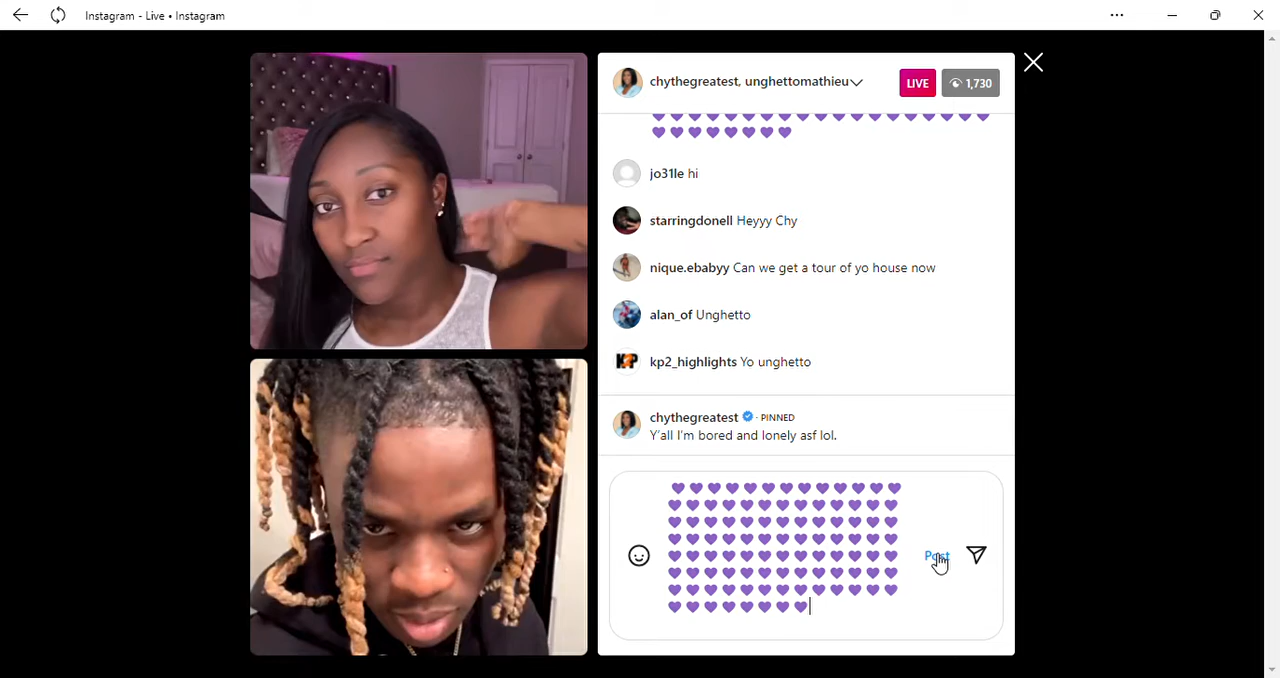 Instagram - Live • Instagram
chythegreatest, unghettomathieu
LIVE
1,730
jo31le hi
starringdonell Heyyy Chy
nique.ebabyy Can we get a tour of yo house now
alan_of Unghetto
KP
kp2_highlights Yo unghetto
chythegreatest · PINNED
Y'all I'm bored and lonely asf lol.
Post